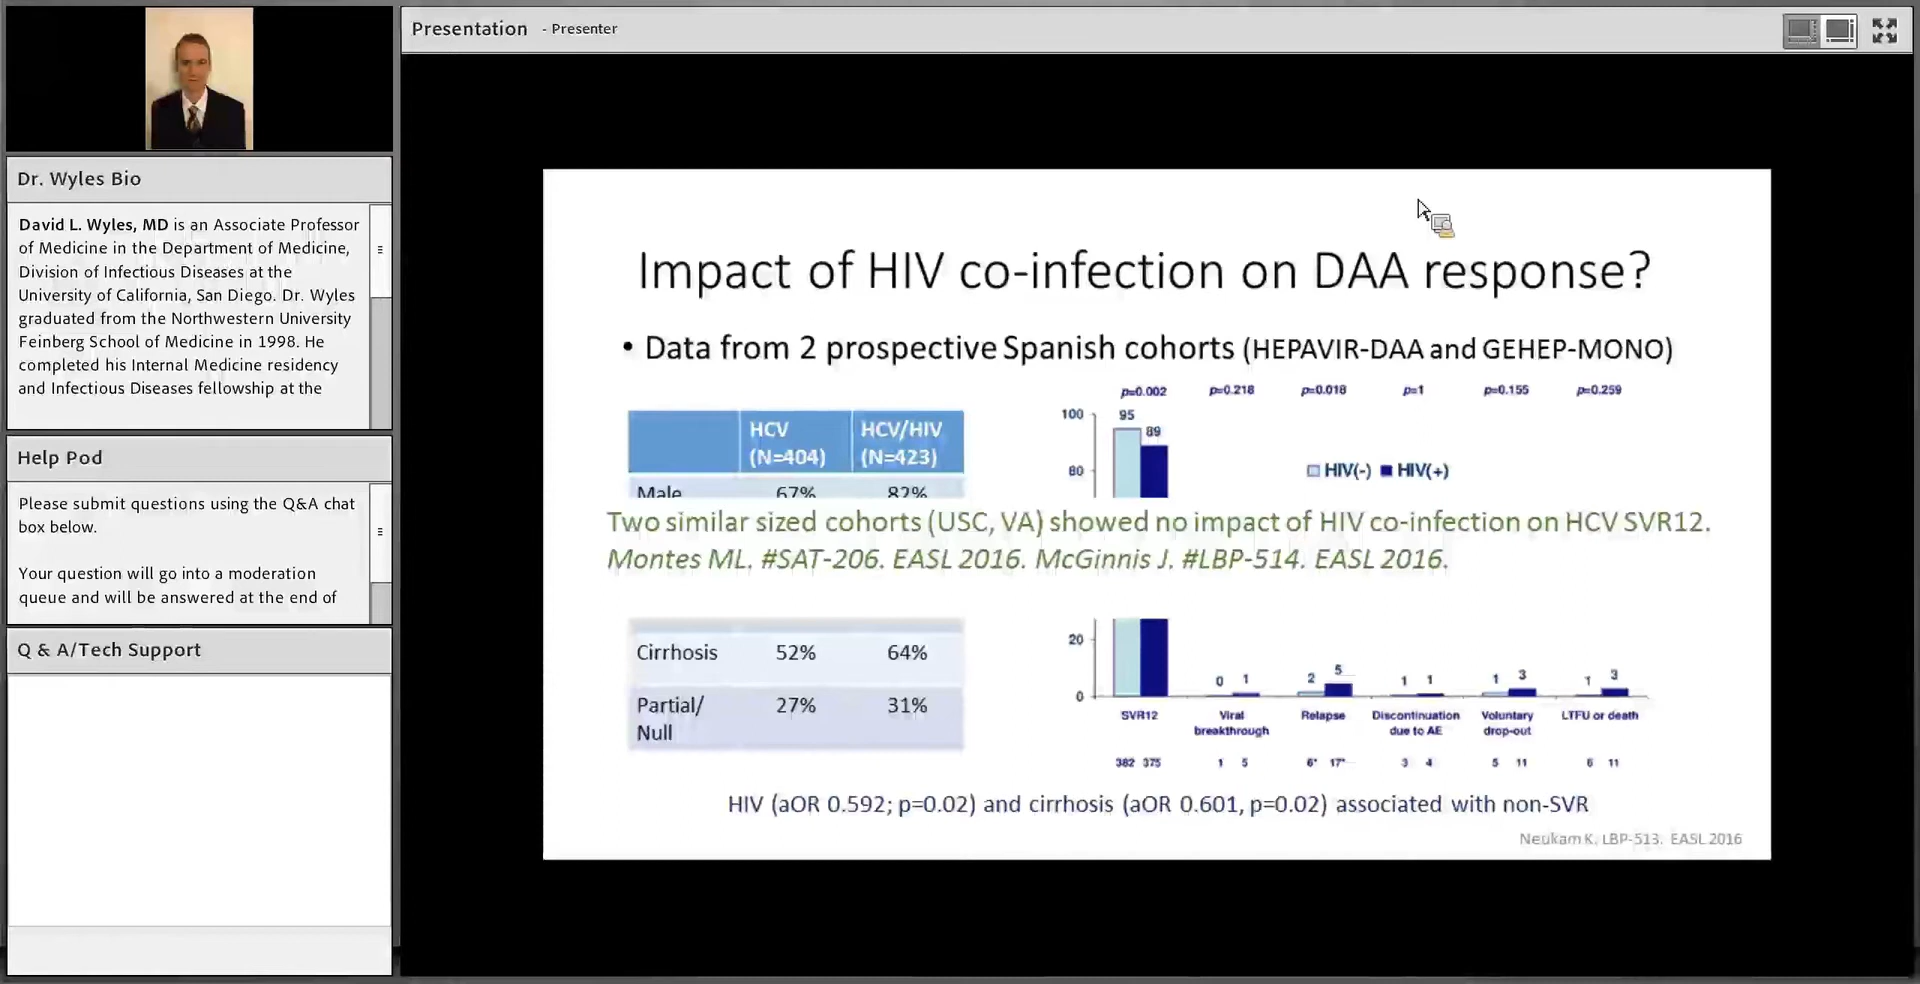 Presentation - Presenter
Dr. Wyles Bio
David L. Wyles, MD is an Associate Professor
of Medicine in the Department of Medicine,
Division of Infectious Diseases at the
University of California, San Diego. Dr. Wyles
graduated from the Northwestern University
Feinberg School of Medicine in 1998. He
completed his Internal Medicine residency
and Infectious Diseases fellowship at the
Help Pod
Please submit questions using the Q&A chat
box below.
Your question will go into a moderation
queue and will be answered at the end of
Q & A/Tech Support
Impact of HIV co-infection on DAA response?
• Data from 2 prospective Spanish cohorts (HEPAVIR-DAA and GEHEP-MONO)
HCV HCV/HIV
(N=404) (N=423)
Male 67% 82%
p=0.002 p=0.218 p=0.018 p=1 p=0.155 p=0.259
100 95 89
80
HIV(-) HIV(+)
Two similar sized cohorts (USC, VA) showed no impact of HIV co-infection on HCV SVR12.
Montes ML. #SAT-206. EASL 2016. McGinnis J. #LBP-514. EASL 2016.
Cirrhosis 52% 64%
Partial/ 27% 31%
Null
20
0
0 1 2 5 1 1 1 3 1 3
SVR12 Viral Relapse Discontinuation Voluntary LTFU or death
breakthrough due to AE drop-out
382 375 1 5 6* 17* 3 4 5 11 6 11
HIV (aOR 0.592; p=0.02) and cirrhosis (aOR 0.601, p=0.02) associated with non-SVR
Neukam K, LBP-513. EASL 2016